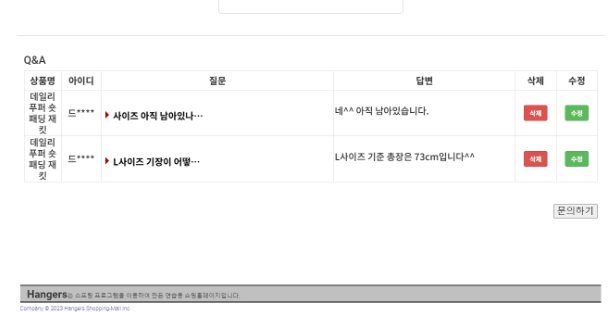 Q&A
상품명 아이디 질문 답변 삭제 수정
데일리
푸퍼 숏
패딩 재
킷
드****
사이즈 아직 남아있나…
네^^ 아직 남아있습니다.
삭제
수정
데일리
푸퍼 숏
패딩 재
킷
드****
L사이즈 기장이 어떻…
L사이즈 기준 총장은 73cm입니다^^
삭제
수정
문의하기
Hangers는 스프링 프로그램을 이용하여 만든 연습용 쇼핑홈페이지입니다.
Company © 2023 Hangers Shopping-Mall Inc.